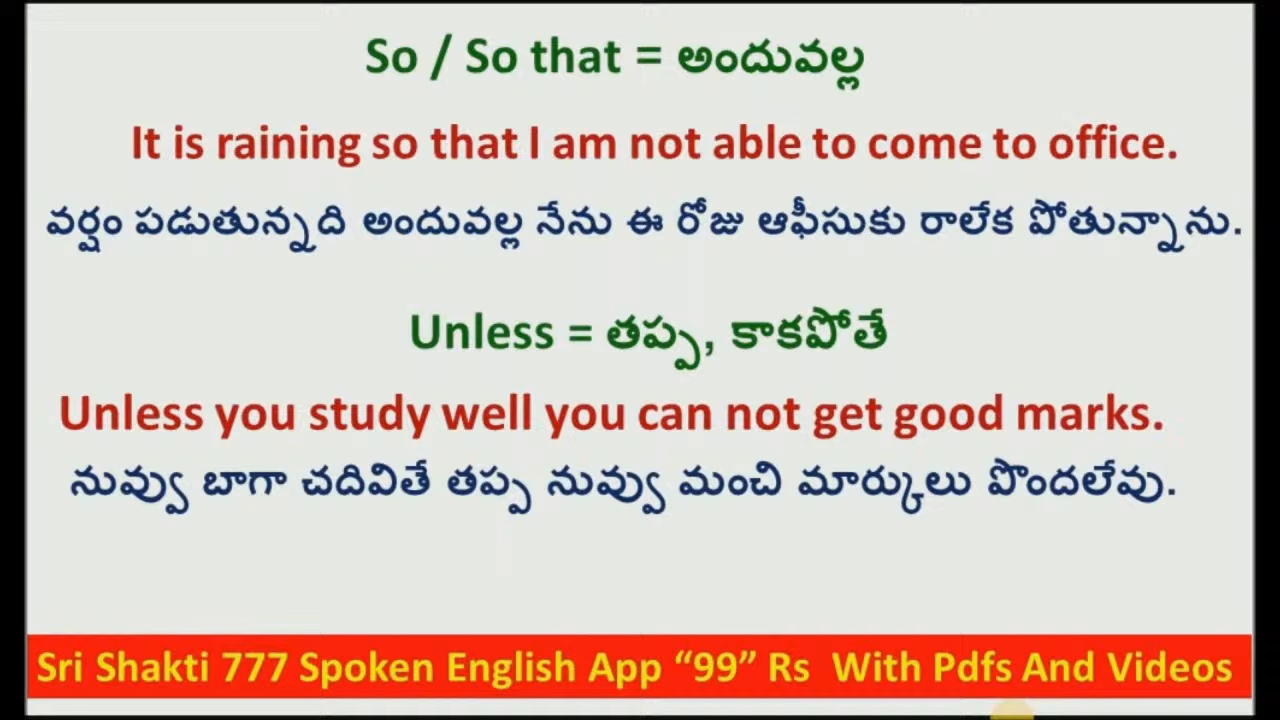 So / So that = అందువల్ల
It is raining so that I am not able to come to office.
వర్షం పడుతున్నది అందువల్ల నేను ఈ రోజు ఆఫీసుకు రాలేక పోతున్నాను.
Unless = తప్ప, కాకపోతే
Unless you study well you can not get good marks.
నువ్వు బాగా చదివితే తప్ప నువ్వు మంచి మార్కులు పొందలేవు.
Sri Shakti 777 Spoken English App “99” Rs With Pdfs And Videos